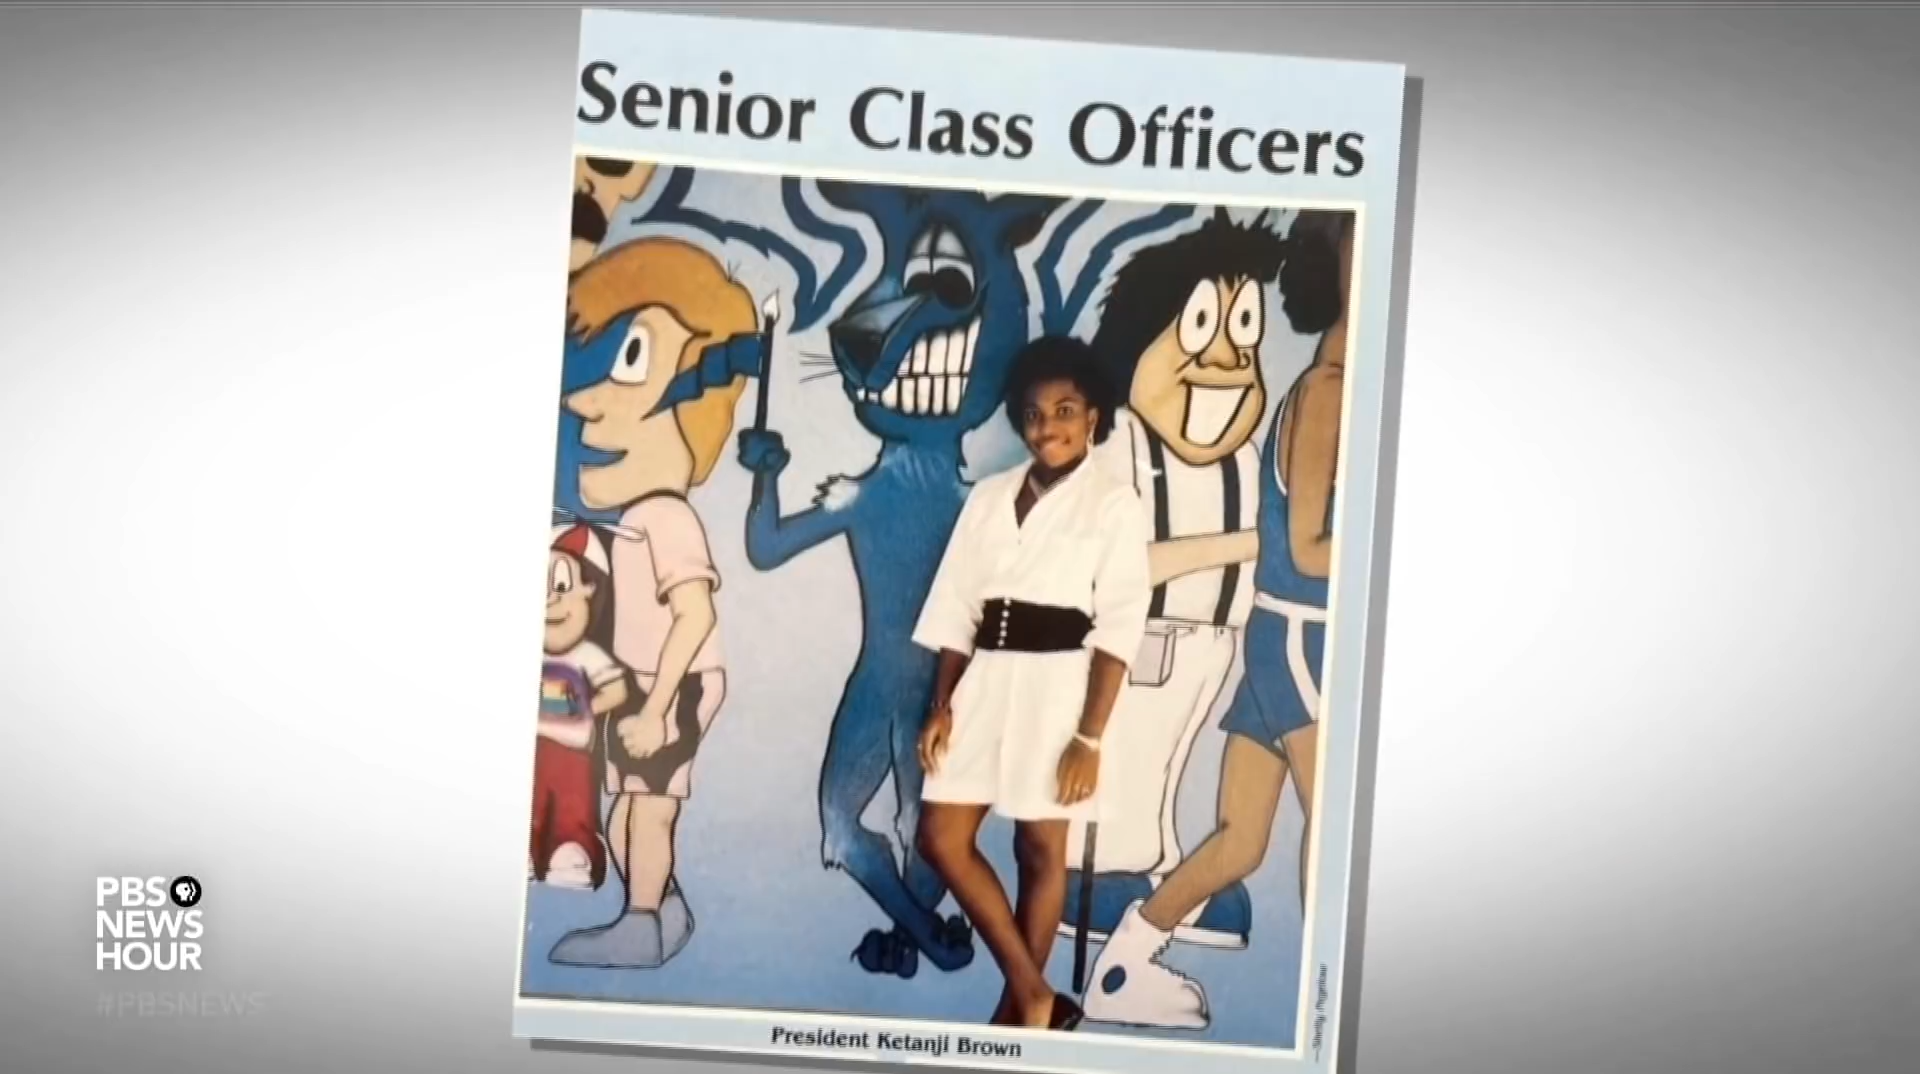 Senior Class Officers
President Ketanji Brown
PBS
NEWS
HOUR
#PBSNEWS